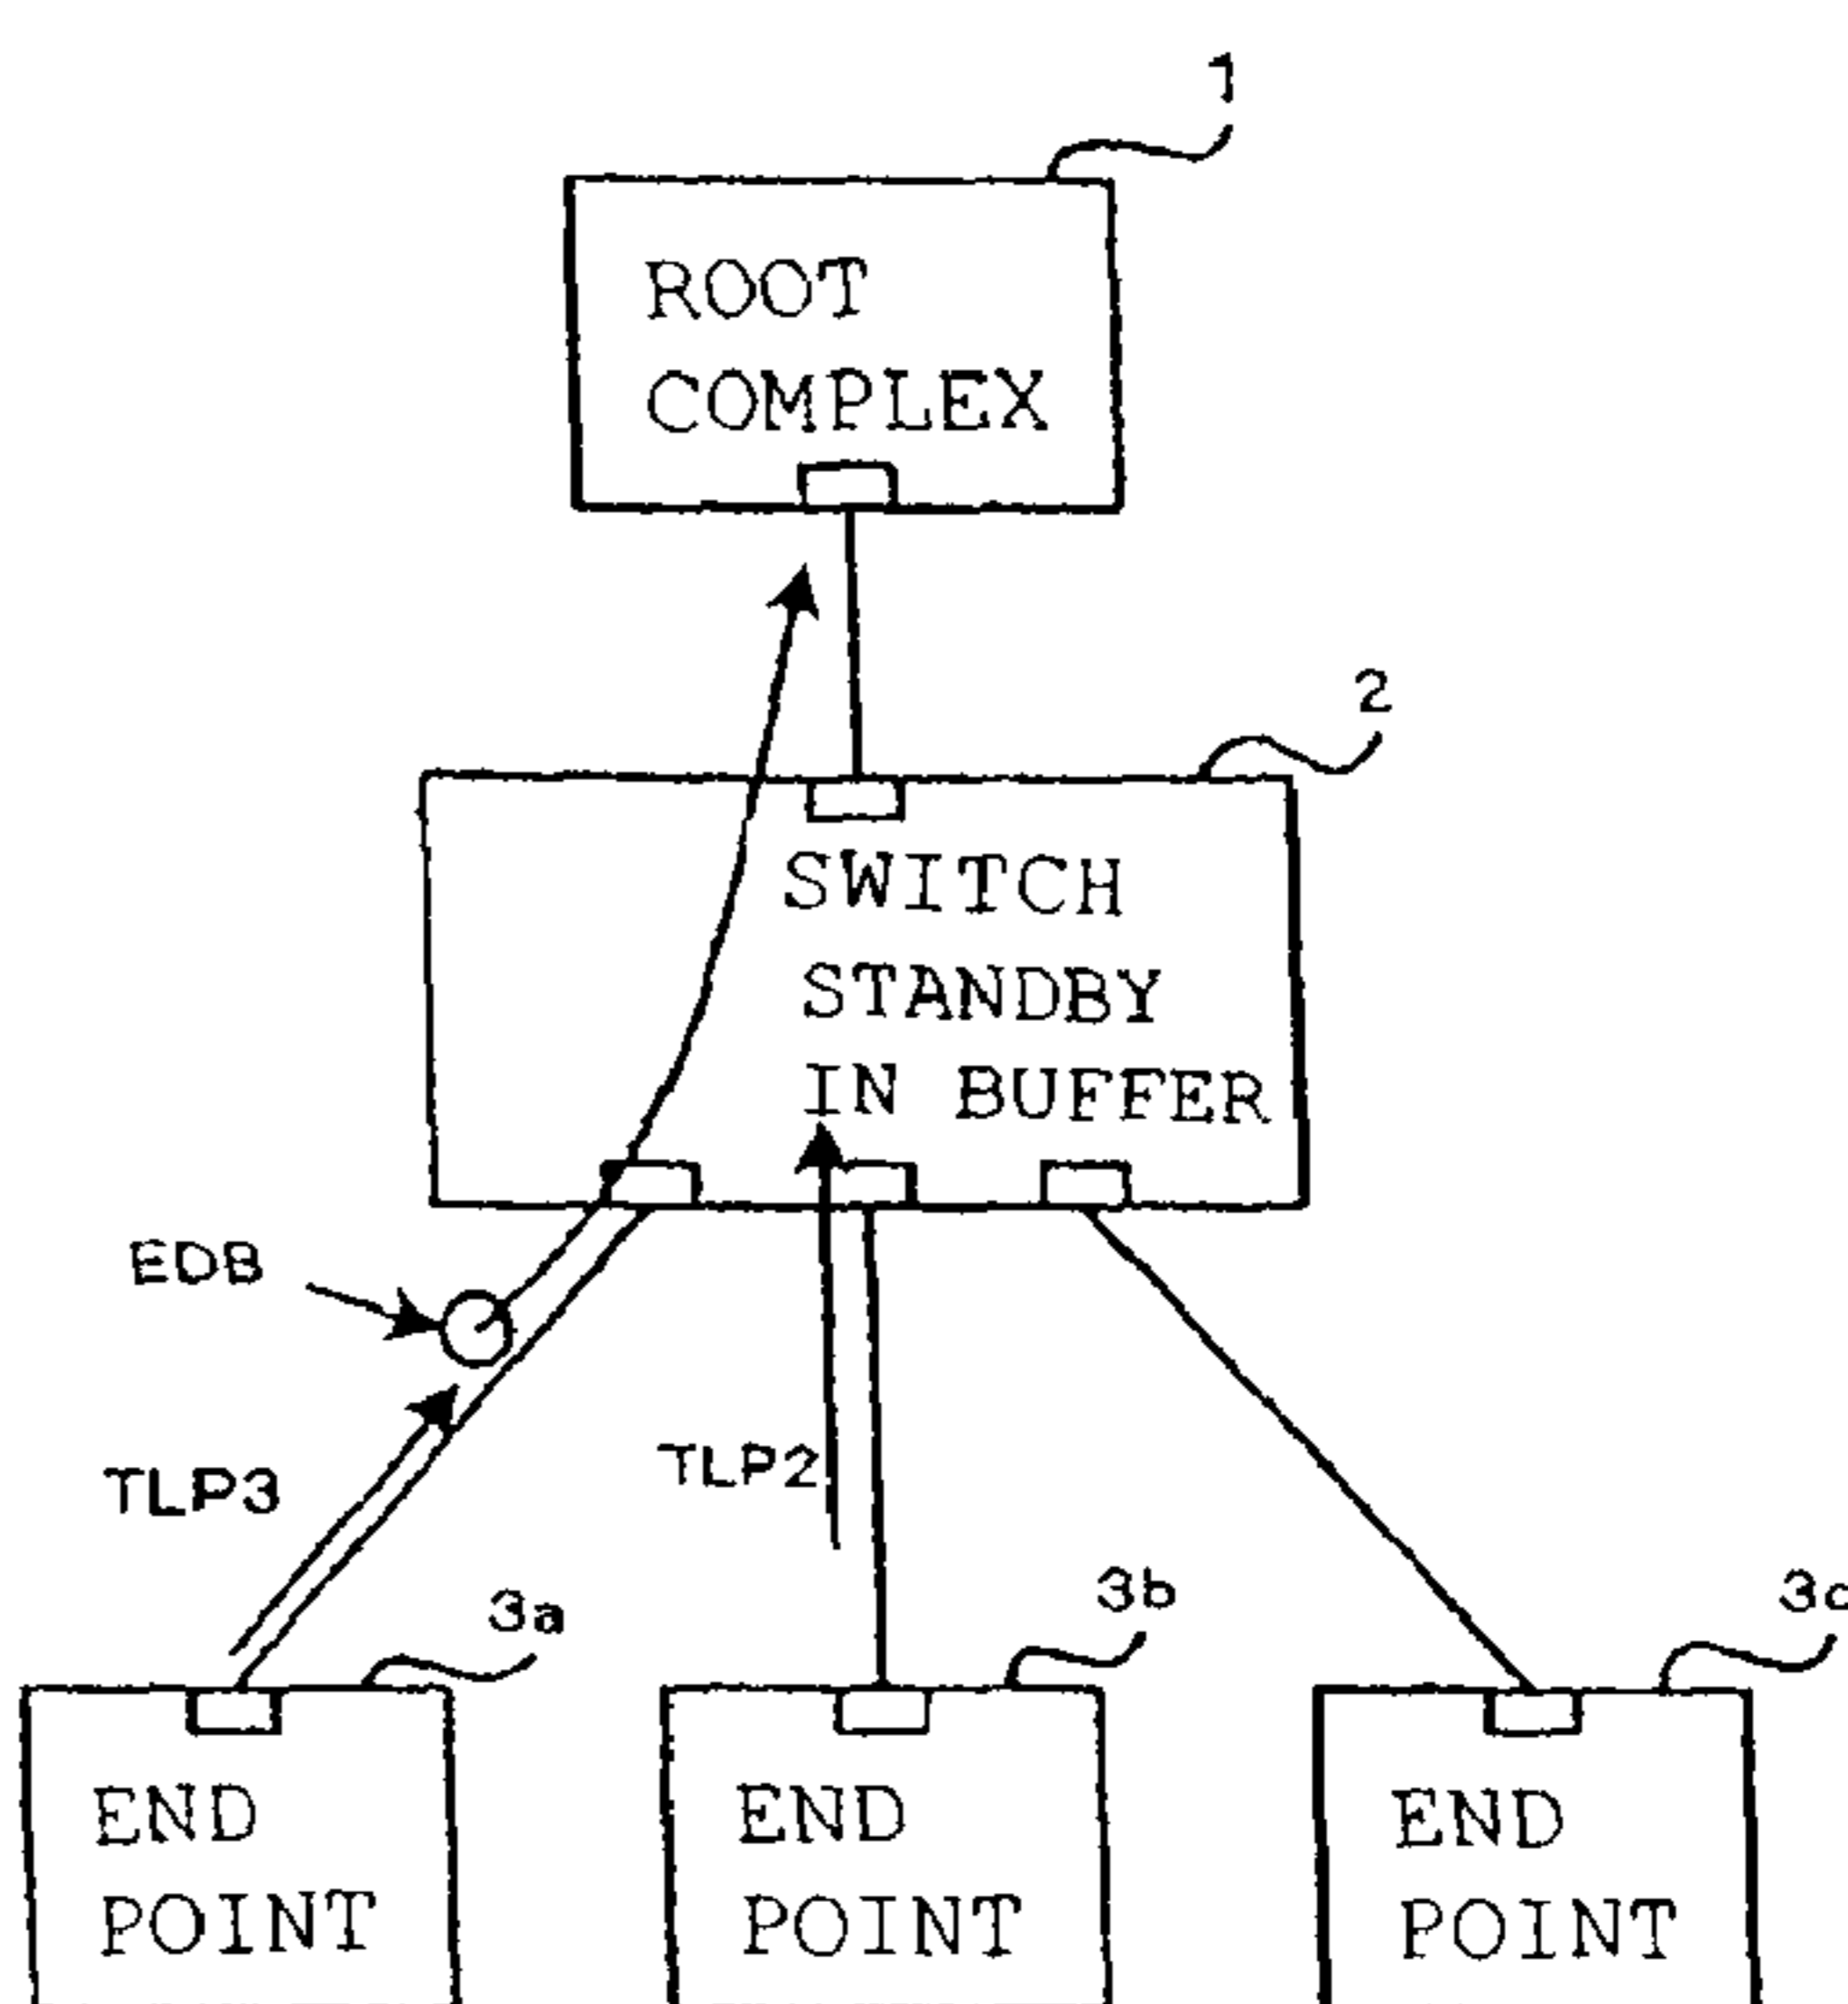 1
ROOT
COMPLEX
2
SWITCH
STANDBY
IN BUFFER
EDB
TLP3
TLP2
3a
3b
3c
END
POINT
END
POINT
END
POINT